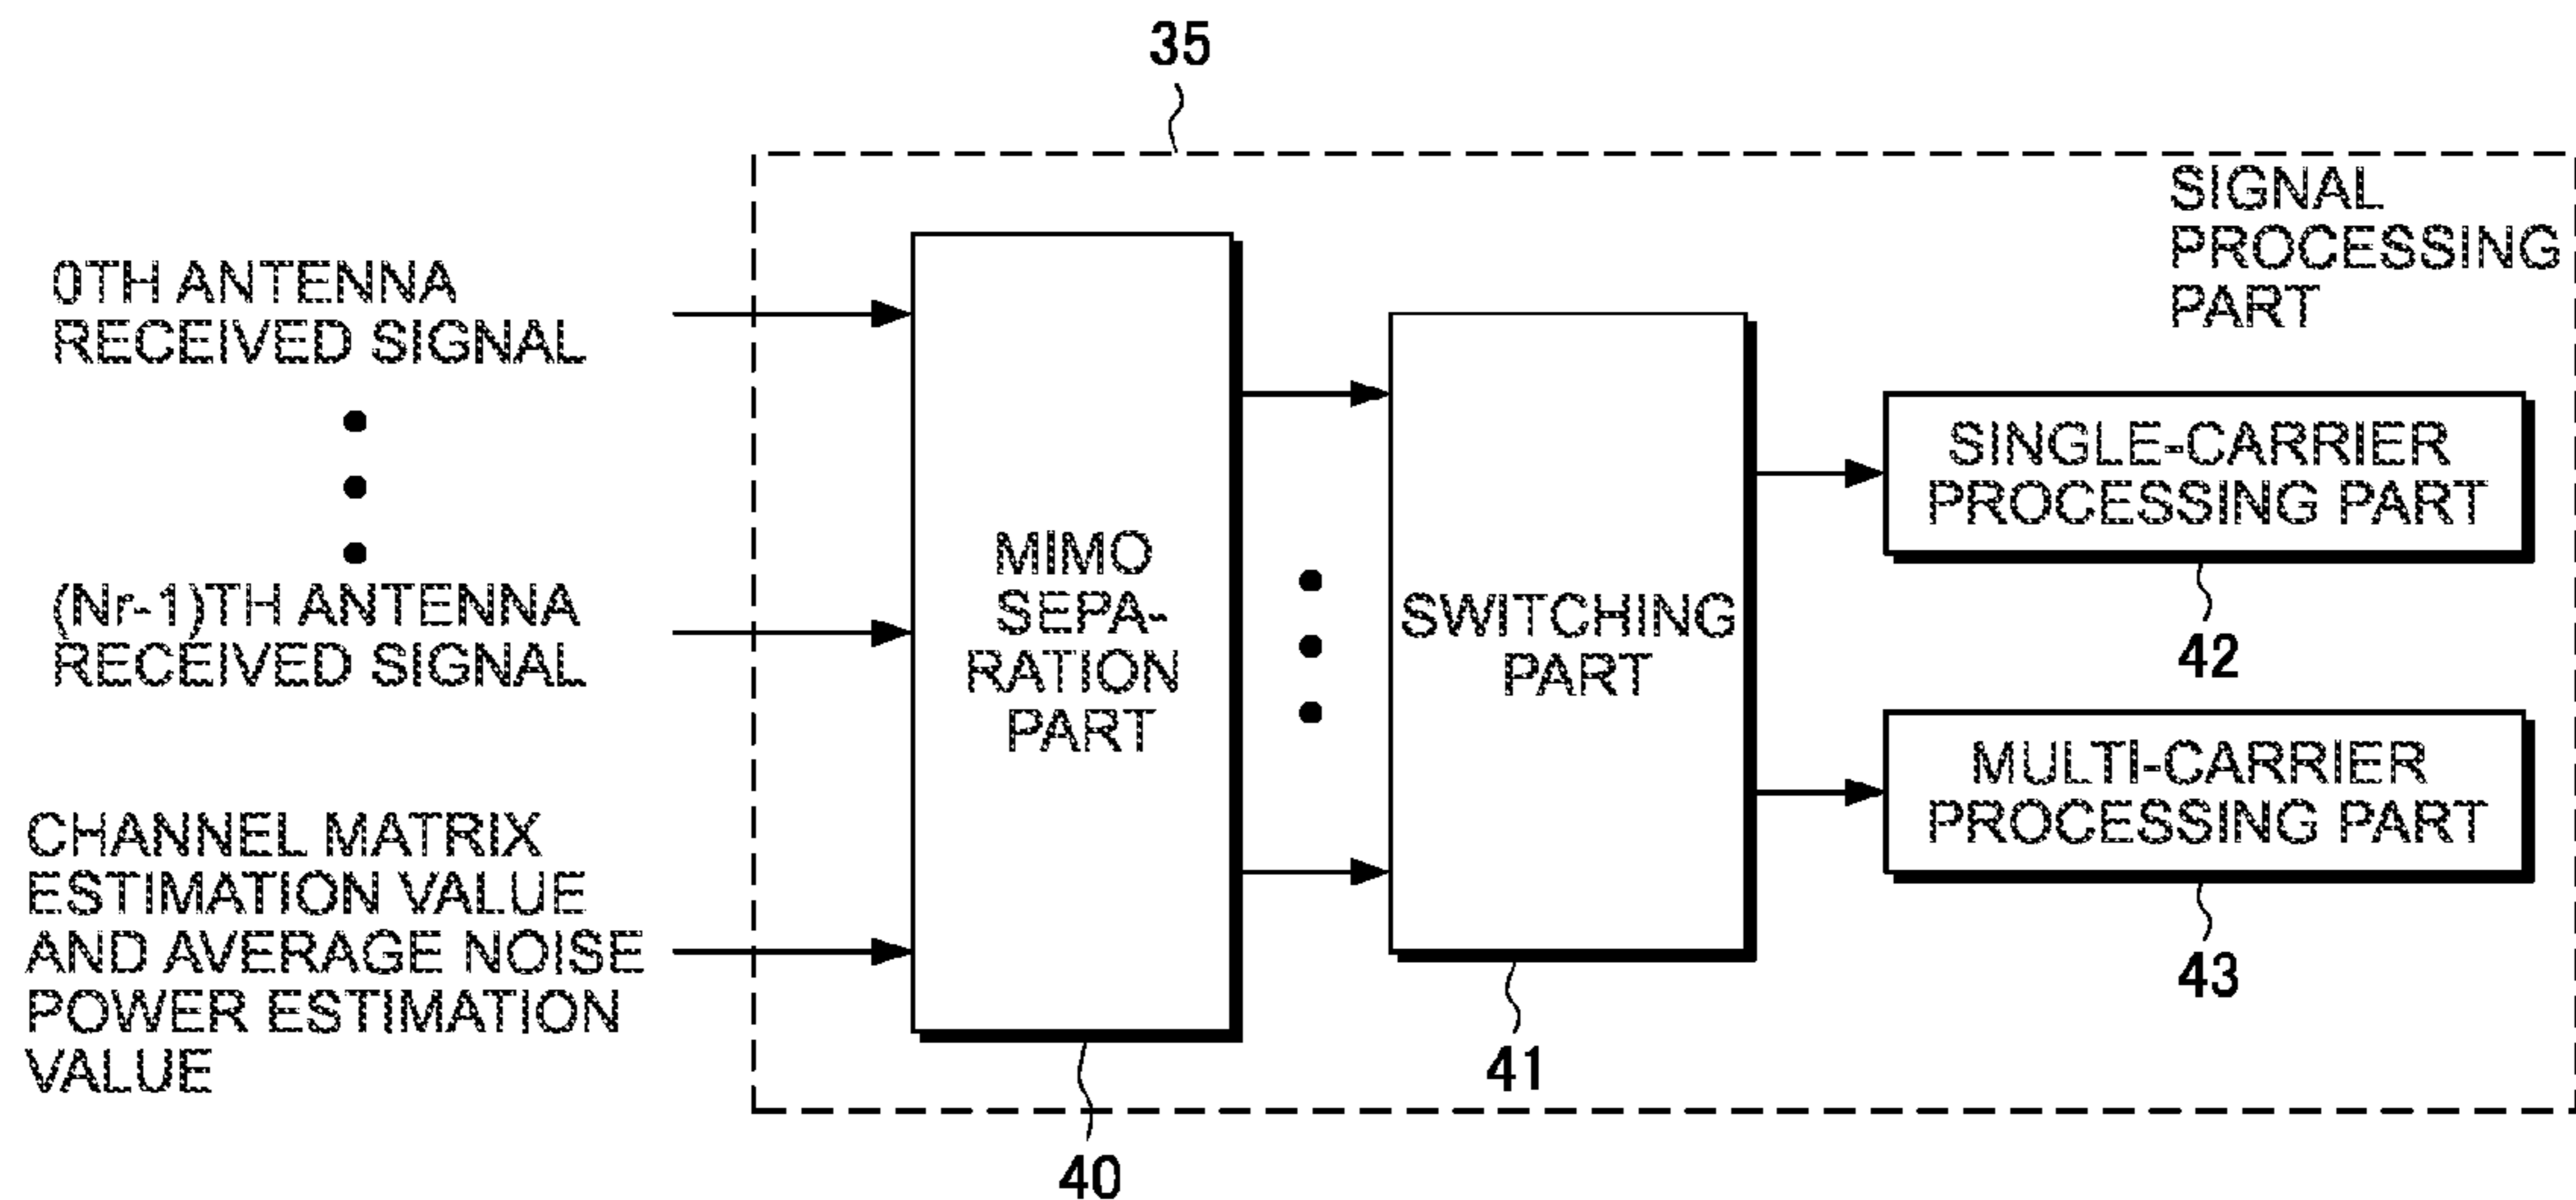 35
SIGNAL
PROCESSING
PART
0TH ANTENNA
RECEIVED SIGNAL
(Nr-1)TH ANTENNA
RECEIVED SIGNAL
CHANNEL MATRIX
ESTIMATION VALUE
AND AVERAGE NOISE
POWER ESTIMATION
VALUE
MIMO
SEPA-
RATION
PART
40
SWITCHING
PART
41
SINGLE-CARRIER
PROCESSING PART
42
MULTI-CARRIER
PROCESSING PART
43